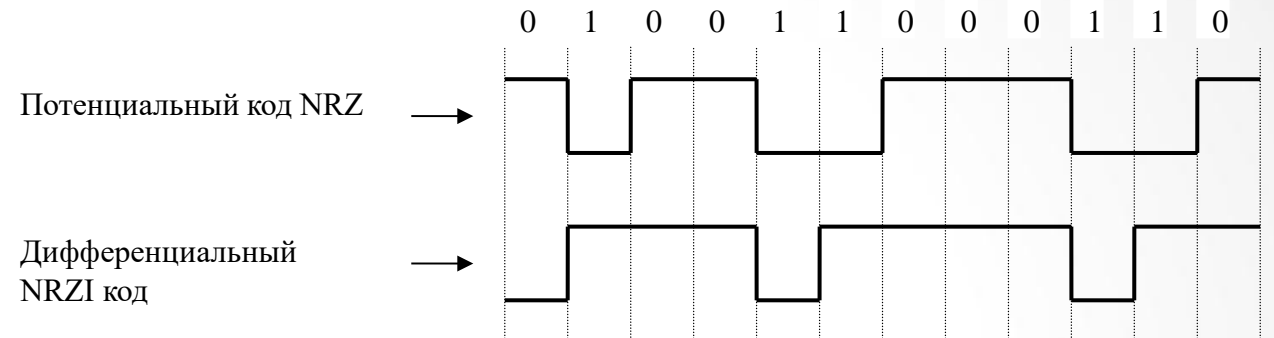 0 1 0 0 1 1 0 0 0 1 1 0
Потенциальный код NRZ
Дифференциальный
NRZI код